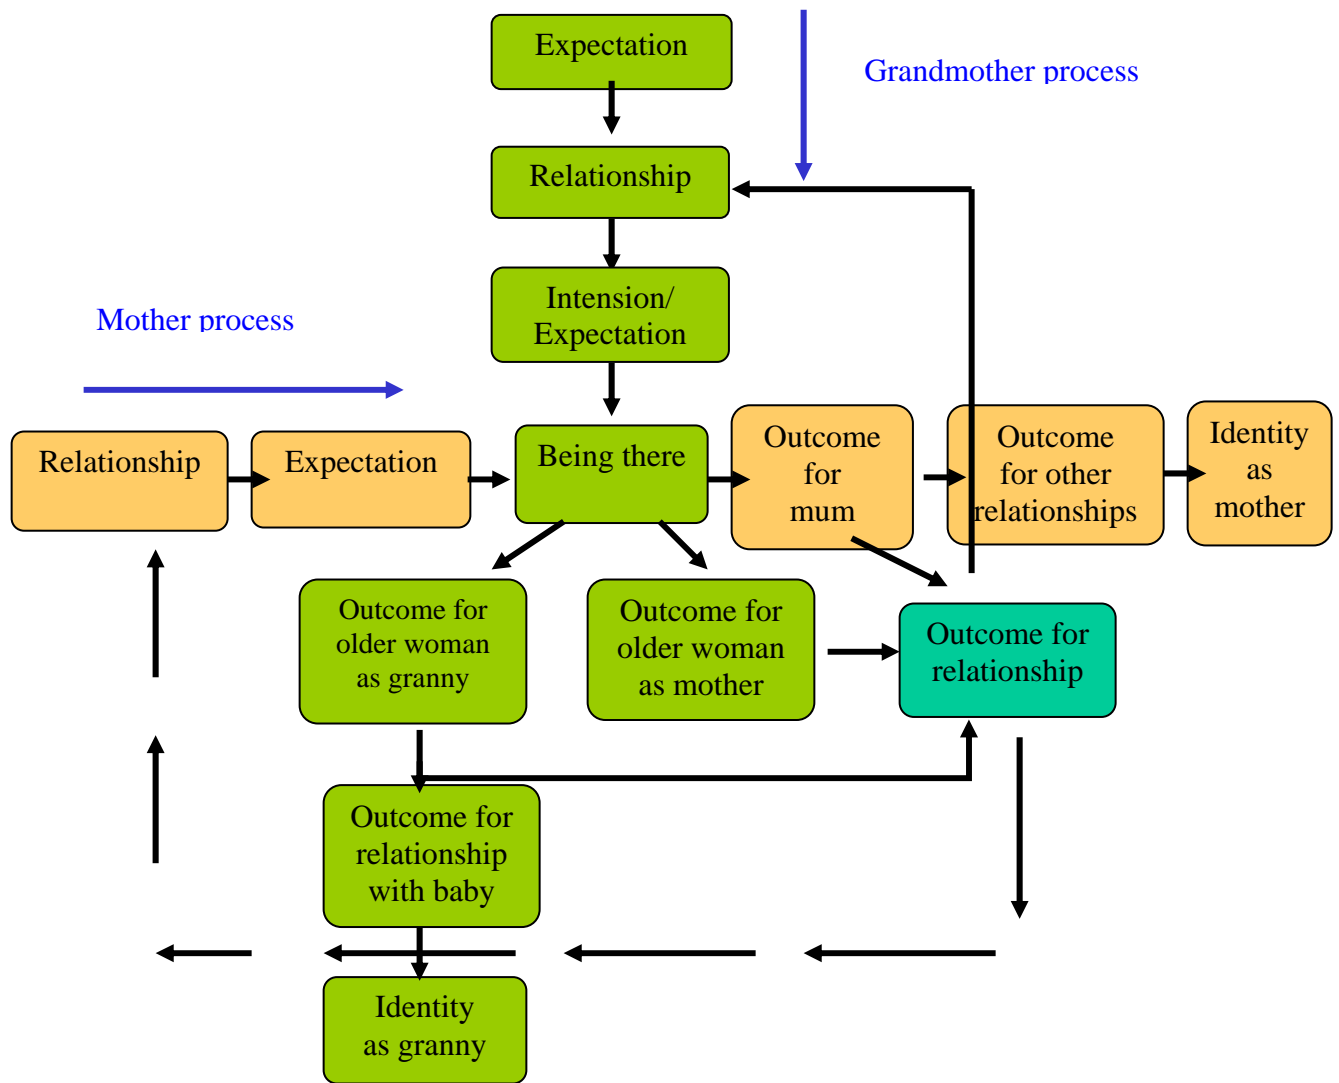 Expectation
Grandmother process
Relationship
Intension/
Expectation
Mother process
Relationship
Expectation
Being there
Outcome
for
mum
Outcome
for other
relationships
Identity
as
mother
Outcome for
older woman
as granny
Outcome for
older woman
as mother
Outcome for
relationship
Outcome for
relationship
with baby
Identity
as granny